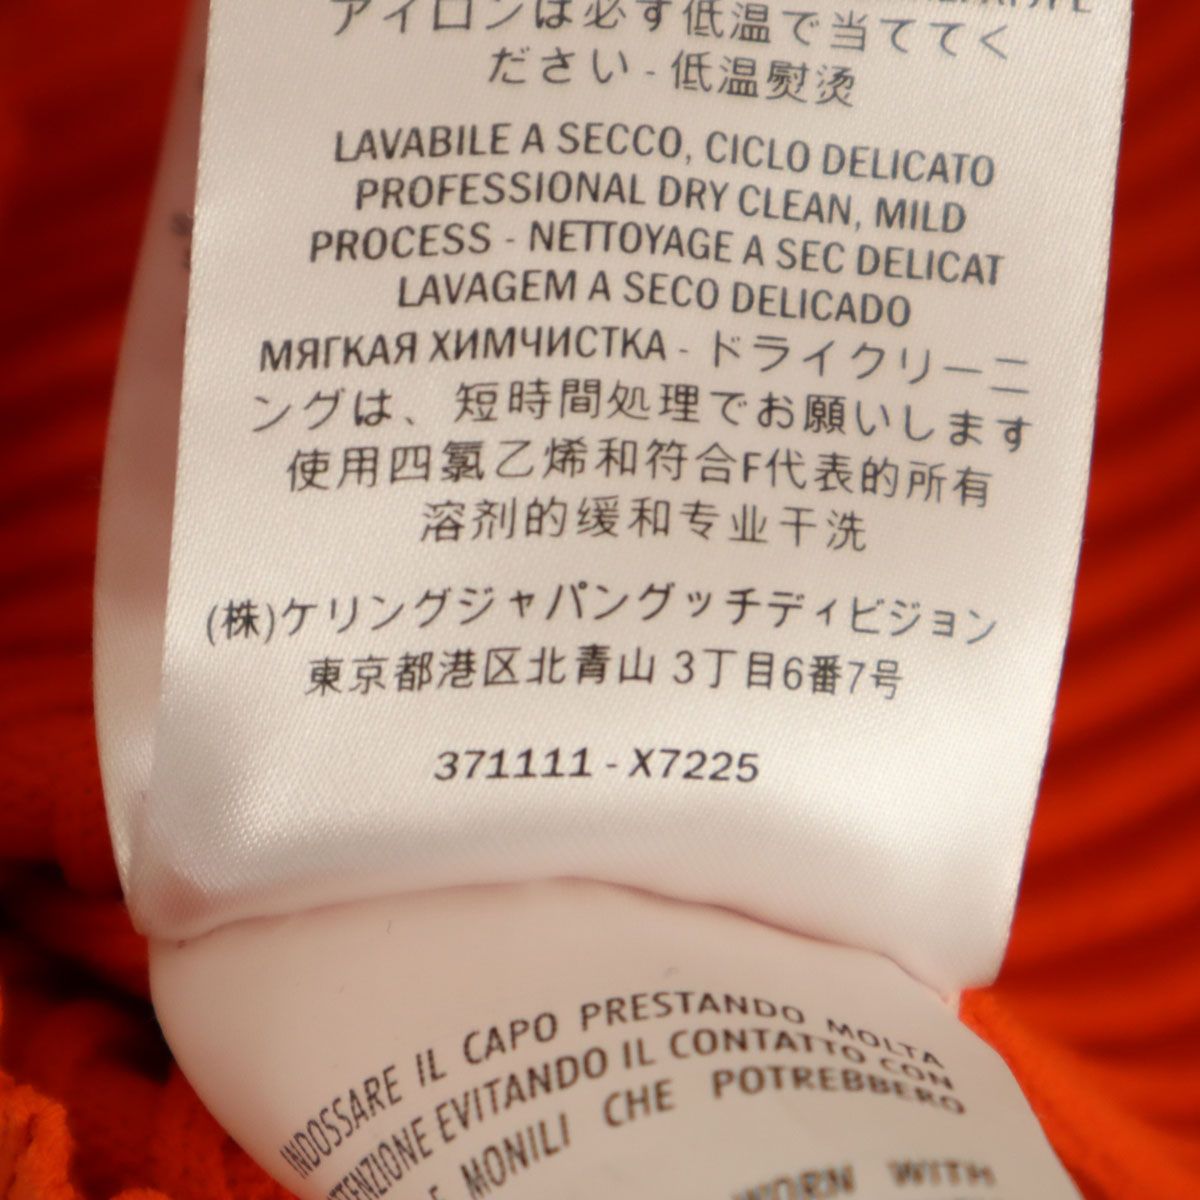 アイロンは必ず低温で当ててく
ださい - 低温熨烫
LAVABILE A SECCO, CICLO DELICATO
PROFESSIONAL DRY CLEAN, MILD
PROCESS - NETTOYAGE A SEC DELICAT
LAVAGEM A SECO DELICADO
МЯГКАЯ ХИМЧИСТКА - ドライクリーニ
ングは、短時間処理でお願いします
使用四氯乙烯和符合F代表的所有
溶剂的缓和专业干洗
(株)ケリングジャパングッチディビジョン
東京都港区北青山 3丁目6番7号
371111 - X7225
INDOSSARE IL CAPO PRESTANDO MOLTA
ATTENZIONE EVITANDO IL CONTATTO CON
MONILI CHE POTREBBERO
WORN WITH